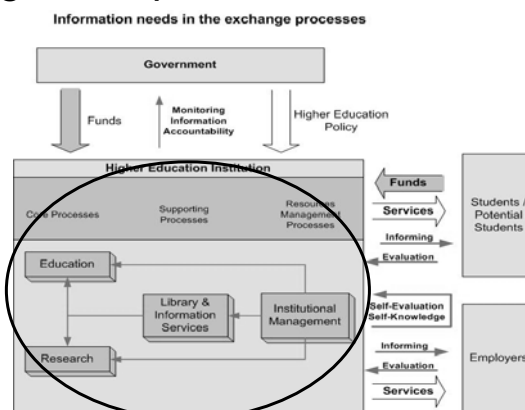 Information needs in the exchange processes
Government
Funds
Monitoring
Information
Accountability
Higher Education
Policy
Higher Education Institution
Core Processes
Supporting
Processes
Resources
Management
Processes
Funds
Services
Informing
Evaluation
Students /
Potential
Students
Education
Library &
Information
Services
Institutional
Management
Research
Self-Evaluation
Self-Knowledge
Informing
Evaluation
Services
Employers